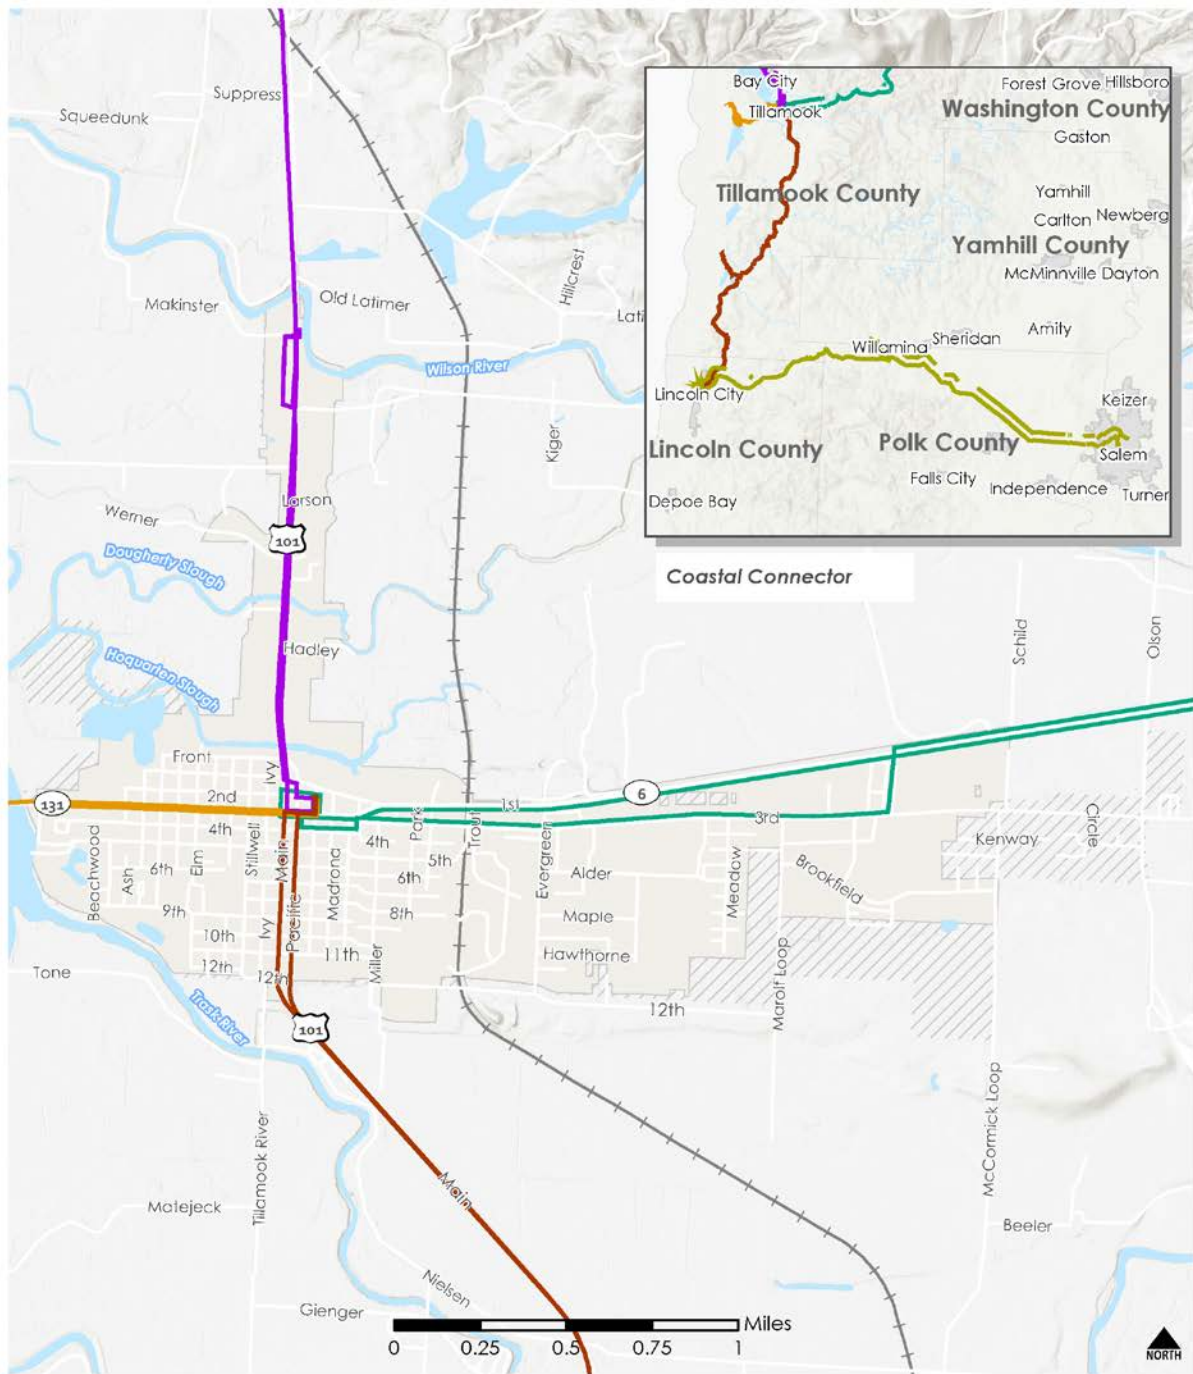 Suppress
Squeedunk
Makinster
Old Latimer
Hillcrest
Lati
Wilson River
Kiger
Larson
Werner
101
Dougherty Slough
Hadley
Hoquarten Slough
Bay City
Forest Grove Hillsboro
Tillamook
Washington County
Gaston
Tillamook County
Yamhill
Carlton Newberg
Yamhill County
McMinnville Dayton
Amity
Sheridan
Willamina
Lincoln City
Keizer
Lincoln County
Polk County
Salem
Falls City
Independence
Turner
Depoe Bay
Coastal Connector
Schild
Olson
Front
Ivy
131
2nd
6
1st
3rd
4th
Park
Trout
4th
5th
Beachwood
Ash
6th
Elm
Stillwell
Main
Madrona
6th
Evergreen
Alder
Meadow
Brookfield
Kenway
Circle
9th
Ivy
Pacific
8th
Maple
10th
11th
Miller
Hawthorne
Marolf Loop
Tone
12th
12th
12th
Trask River
101
Tillamook River
McCormick Loop
Main
Matejeck
Beeler
Nielsen
Gienger
Miles
0 0.25 0.5 0.75 1
NORTH